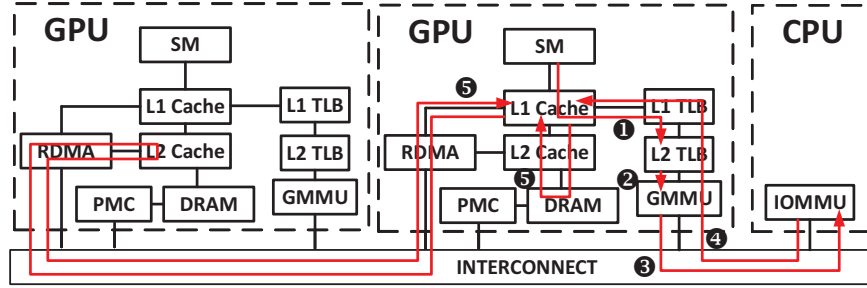 GPU
SM
L1 Cache
L1 TLB
RDMA
L2 Cache
L2 TLB
PMC
DRAM
GMMU
GPU
SM
❺
L1 Cache
L1 TLB
❶
RDMA
L2 Cache
L2 TLB
❺
❷
PMC
DRAM
GMMU
❹
CPU
IOMMU
INTERCONNECT
❸